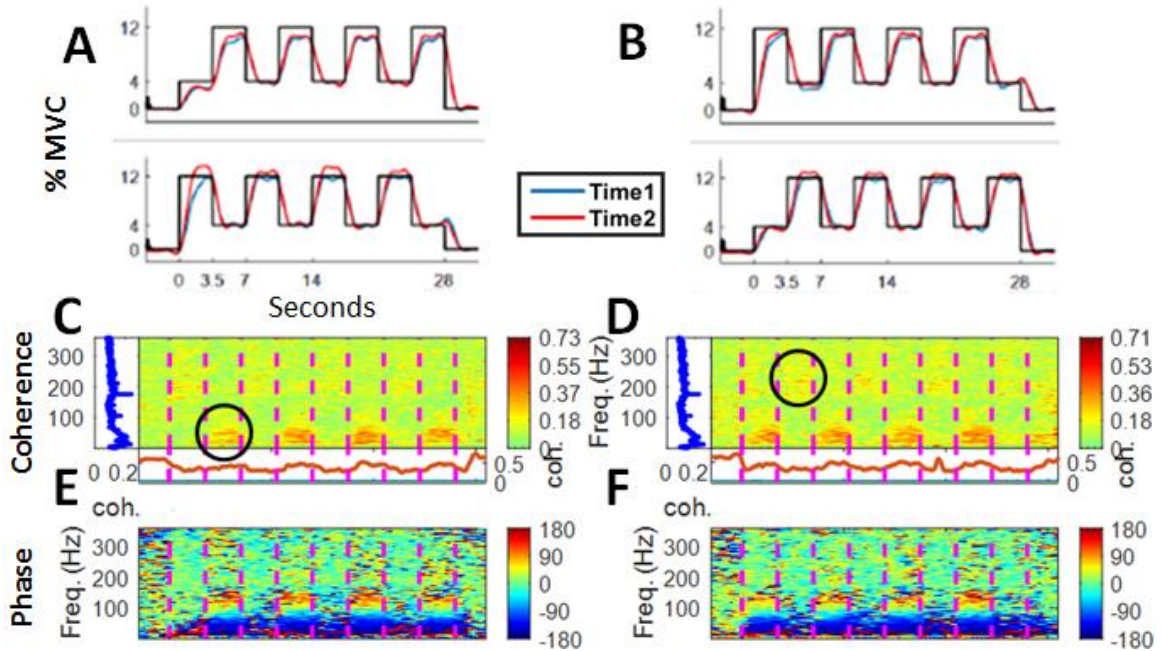 A
B
% MVC
12
4
0
12
4
0
12
4
0
12
4
0
Time1
Time2
0 3.5 7 14 28
0 3.5 7 14 28
Seconds
C
D
Coherence
300
200
100
0 0.2
coh.
0.73
0.55
0.36
0.18
0
0.5
0
coh.
Freq. (Hz)
300
200
100
0 0.2
coh.
0.71
0.53
0.37
0.18
0
0.5
0
coh.
E
F
Phase
Freq. (Hz)
300
200
100
180
90
0
-90
-180
Freq. (Hz)
300
200
100
180
90
0
-90
-180